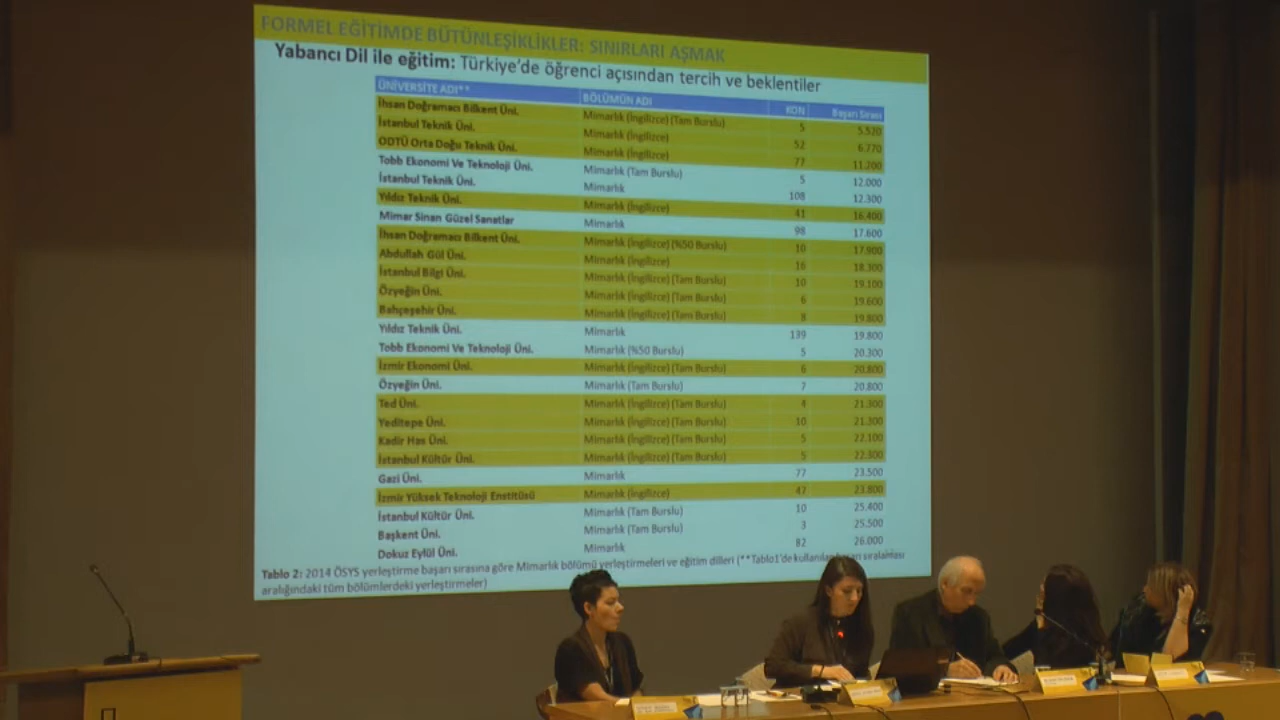 FORMEL EĞİTİMDE BÜTÜNLEŞİKLİKLER: SINIRLARI AŞMAK
Yabancı Dil ile eğitim: Türkiye'de öğrenci açısından tercih ve beklentiler
ÜNİVERSİTE ADI** BÖLÜMÜN ADI KON Başarı Sırası
İhsan Doğramacı Bilkent Üni. Mimarlık (İngilizce) (Tam Burslu) 5 5.520
İstanbul Teknik Üni. Mimarlık (İngilizce) 52 6.770
ODTÜ Orta Doğu Teknik Üni. Mimarlık (İngilizce) 77 11.200
Tobb Ekonomi Ve Teknoloji Üni. Mimarlık (Tam Burslu) 5 12.000
İstanbul Teknik Üni. Mimarlık 108 12.300
Yıldız Teknik Üni. Mimarlık (İngilizce) 41 16.400
Mimar Sinan Güzel Sanatlar Mimarlık 98 17.600
İhsan Doğramacı Bilkent Üni. Mimarlık (İngilizce) (%50 Burslu) 10 17.900
Abdullah Gül Üni. Mimarlık (İngilizce) 16 18.300
İstanbul Bilgi Üni. Mimarlık (İngilizce) (Tam Burslu) 10 19.100
Özyeğin Üni. Mimarlık (İngilizce) (Tam Burslu) 6 19.600
Bahçeşehir Üni. Mimarlık (İngilizce) (Tam Burslu) 8 19.800
Yıldız Teknik Üni. Mimarlık 139 19.800
Tobb Ekonomi Ve Teknoloji Üni. Mimarlık (%50 Burslu) 5 20.300
İzmir Ekonomi Üni. Mimarlık (İngilizce) (Tam Burslu) 6 20.800
Özyeğin Üni. Mimarlık (Tam Burslu) 7 20.800
Ted Üni. Mimarlık (İngilizce) (Tam Burslu) 4 21.300
Yeditepe Üni. Mimarlık (İngilizce) (Tam Burslu) 10 21.300
Kadir Has Üni. Mimarlık (İngilizce) (Tam Burslu) 5 22.100
İstanbul Kültür Üni. Mimarlık (İngilizce) (Tam Burslu) 5 22.300
Gazi Üni. Mimarlık 77 23.500
İzmir Yüksek Teknoloji Enstitüsü Mimarlık (İngilizce) 47 23.800
İstanbul Kültür Üni. Mimarlık (Tam Burslu) 10 25.400
Başkent Üni. Mimarlık (Tam Burslu) 3 25.500
Dokuz Eylül Üni. Mimarlık 82 26.000
Tablo 2: 2014 ÖSYS yerleştirme başarı sırasına göre Mimarlık bölümü yerleştirmeleri ve eğitim dilleri (**Tablo1'de kullanılan başarı sıralaması
aralığındaki tüm bölümlerdeki yerleştirmeler)